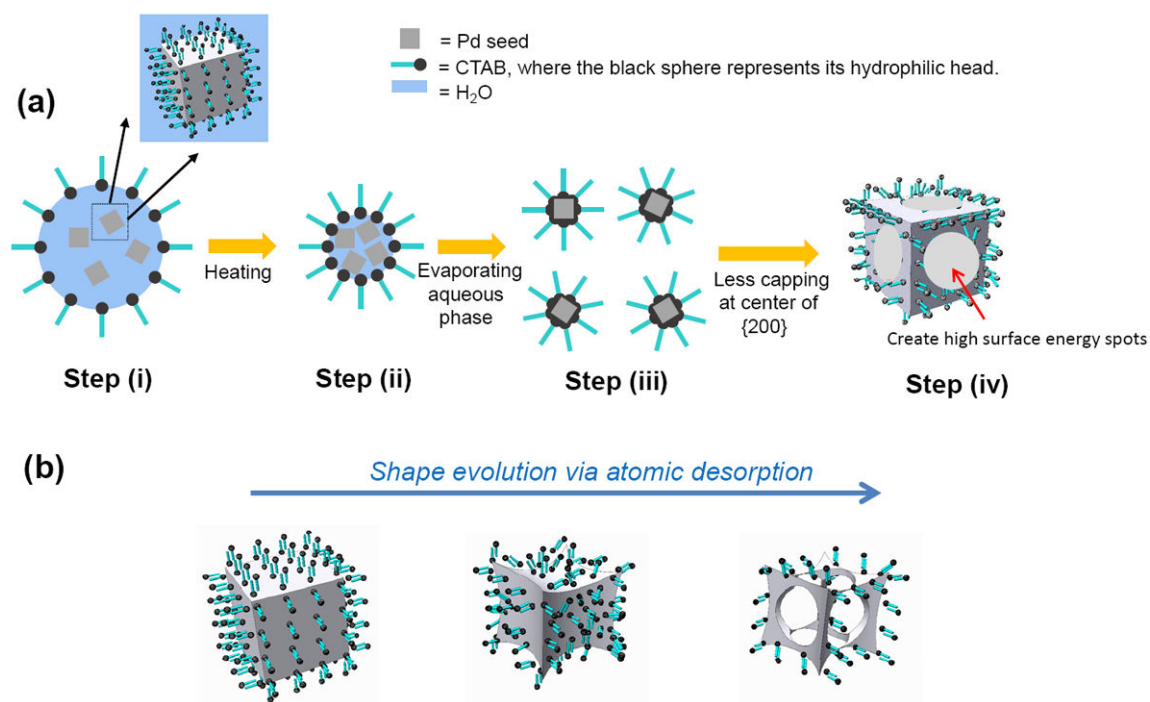 (a)
= Pd seed
= CTAB, where the black sphere represents its hydrophilic head.
= H₂O
Heating
Evaporating
aqueous
phase
Less capping
at center of
{200}
Create high surface energy spots
Step (i)
Step (ii)
Step (iii)
Step (iv)
(b)
Shape evolution via atomic desorption